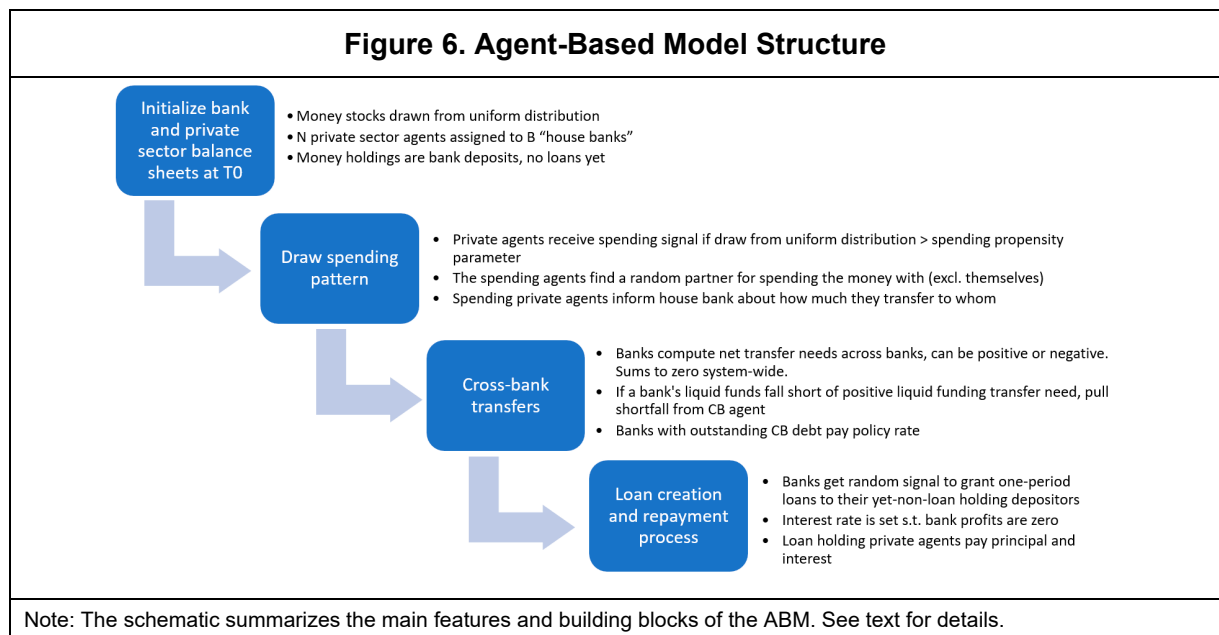 Figure 6. Agent-Based Model Structure
Initialize bank
and private
sector balance
sheets at T0
• Money stocks drawn from uniform distribution
• N private sector agents assigned to B “house banks”
• Money holdings are bank deposits, no loans yet
Draw spending
pattern
• Private agents receive spending signal if draw from uniform distribution > spending propensity
parameter
• The spending agents find a random partner for spending the money with (excl. themselves)
• Spending private agents inform house bank about how much they transfer to whom
Cross-bank
transfers
• Banks compute net transfer needs across banks, can be positive or negative.
Sums to zero system-wide.
• If a bank's liquid funds fall short of positive liquid funding transfer need, pull
shortfall from CB agent
• Banks with outstanding CB debt pay policy rate
Loan creation
and repayment
process
• Banks get random signal to grant one-period
loans to their yet-non-loan holding depositors
• Interest rate is set s.t. bank profits are zero
• Loan holding private agents pay principal and
interest
Note: The schematic summarizes the main features and building blocks of the ABM. See text for details.